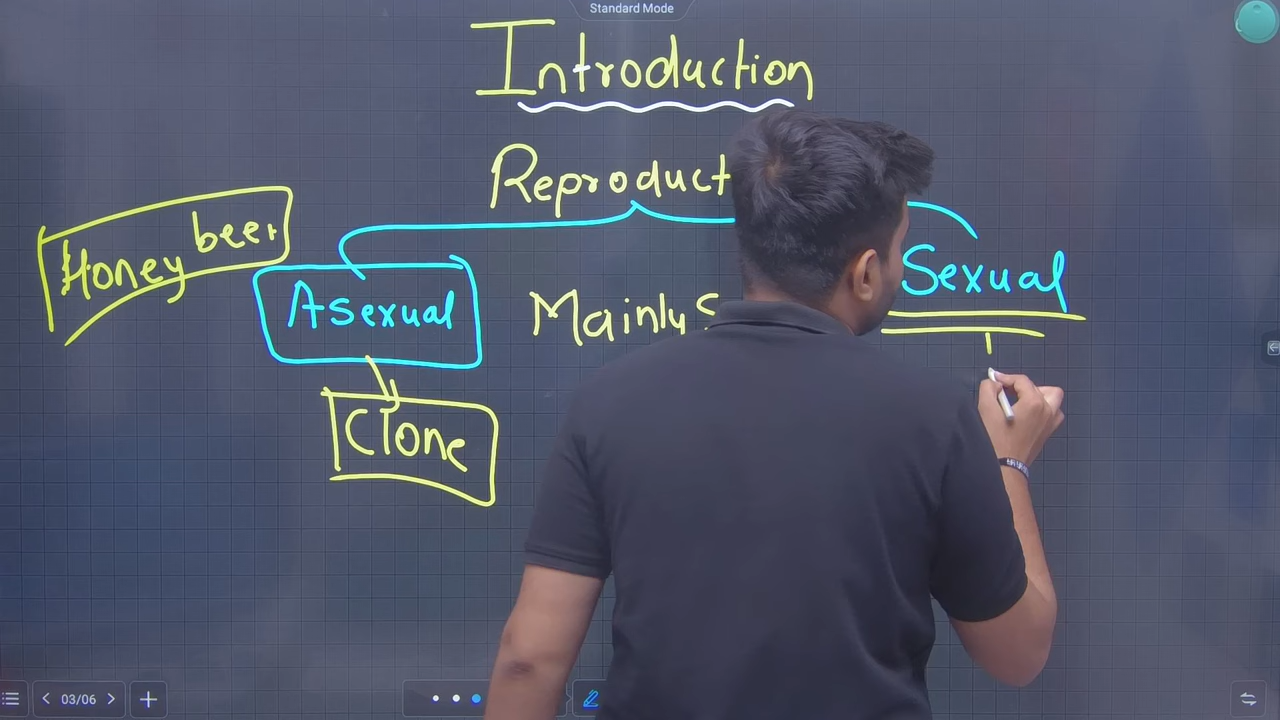 Standard Mode
Introduction
Reproduct
Honey beer
Asexual
Mainly S
Sexual
Clone
03/06